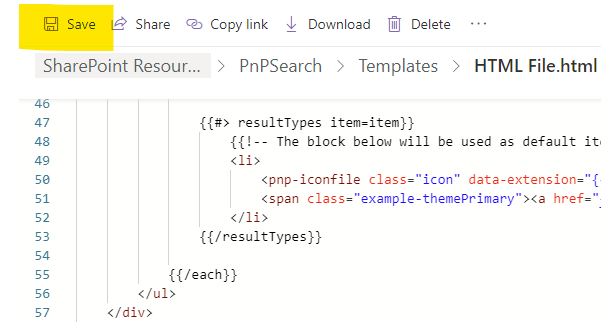 Save Share Copy link Download Delete ...
SharePoint Resour... > PnPSearch > Templates > HTML File.html
46
47 {{#> resultTypes item=item}}
48 {{!-- The block below will be used as default ite
49 <li>
50 <pnp-iconfile class="icon" data-extension="{
51 <span class="example-themePrimary"><a href="
52 </li>
53 {{/resultTypes}}
54
55 {{/each}}
56 </ul>
57 </div>